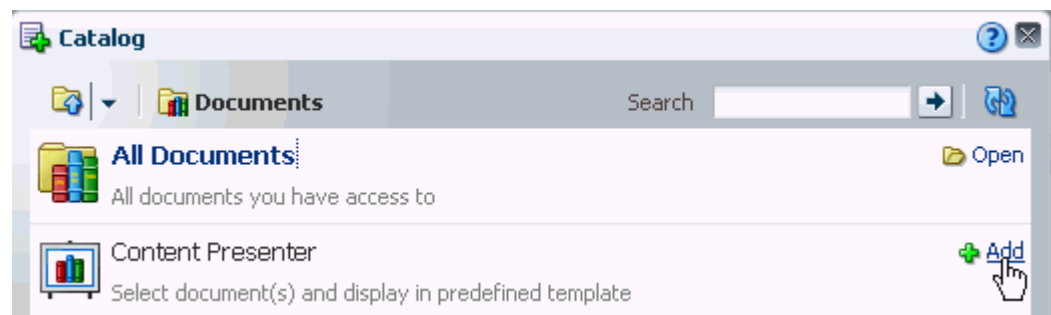 Catalog
Documents Search
All Documents Open
All documents you have access to
Content Presenter Add
Select document(s) and display in predefined template